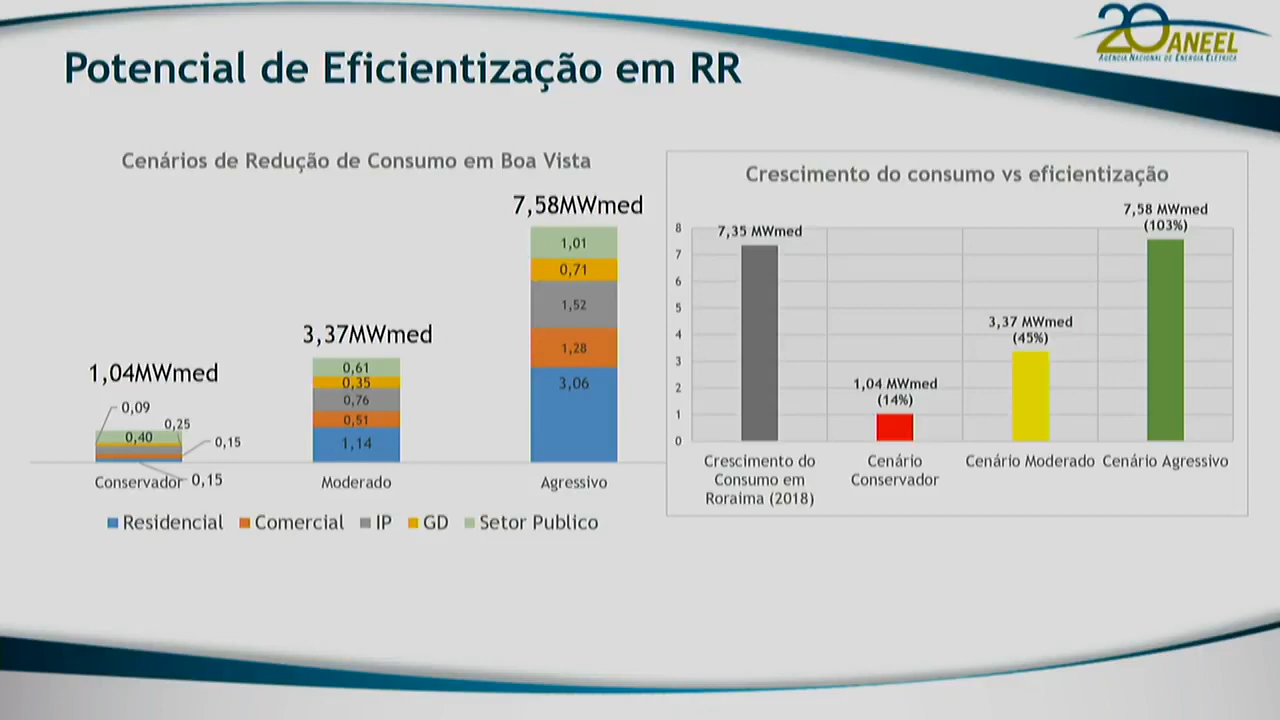 20 ANEEL
AGÊNCIA NACIONAL DE ENERGIA ELÉTRICA
Potencial de Eficientização em RR
Cenários de Redução de Consumo em Boa Vista
7,58MWmed
1,01
0,71
1,52
1,28
3,06
3,37MWmed
0,61
0,35
0,76
0,51
1,14
1,04MWmed
0,09
0,25
0,40
0,15
0,15
Conservador
Moderado
Agressivo
Residencial Comercial IP GD Setor Publico
Crescimento do consumo vs eficientização
8
7
6
5
4
3
2
1
0
7,35 MWmed
1,04 MWmed
(14%)
3,37 MWmed
(45%)
7,58 MWmed
(103%)
Crescimento do
Consumo em
Roraima (2018)
Cenário
Conservador
Cenário Moderado
Cenário Agressivo